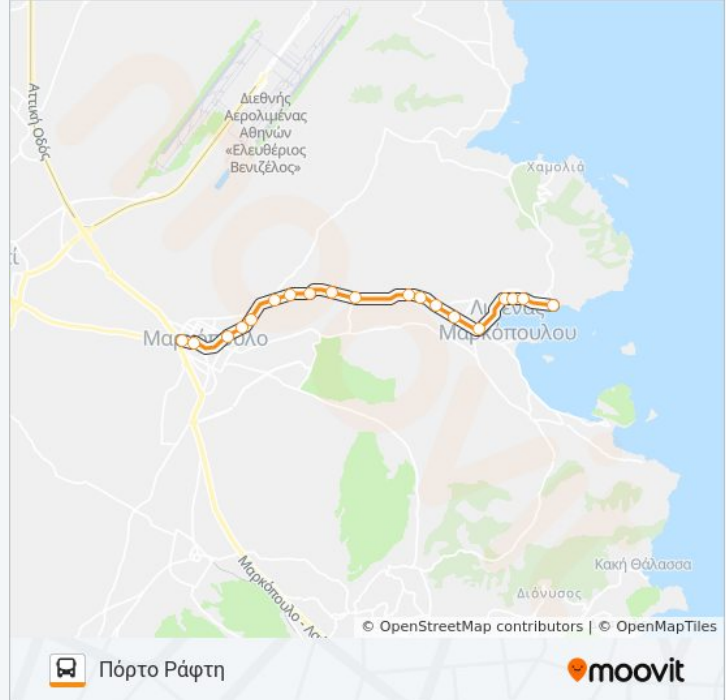 Αττική Οδός
Διεθνής
Αερολιμένας
Αθηνών
«Ελευθέριος
Βενιζέλος»
Χαμολιά
Μαρκόπουλο
Λιμένας
Μαρκόπουλου
Κακή Θάλασσα
Διόνυσος
Μαρκόπουλο - Λα
© OpenStreetMap contributors | © OpenMapTiles
Πόρτο Ράφτη
moovit